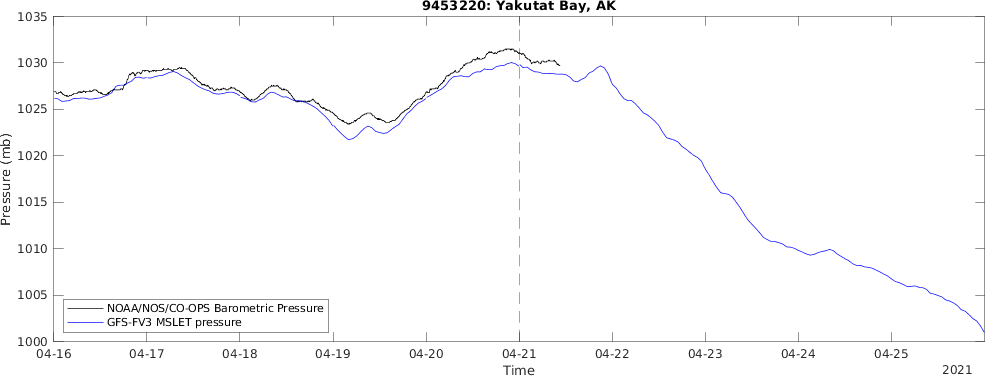 9453220: Yakutat Bay, AK
Pressure (mb)
1035
1030
1025
1020
1015
1010
1005
1000
NOAA/NOS/CO-OPS Barometric Pressure
GFS-FV3 MSLET pressure
04-16 04-17 04-18 04-19 04-20 04-21 04-22 04-23 04-24 04-25
Time
2021